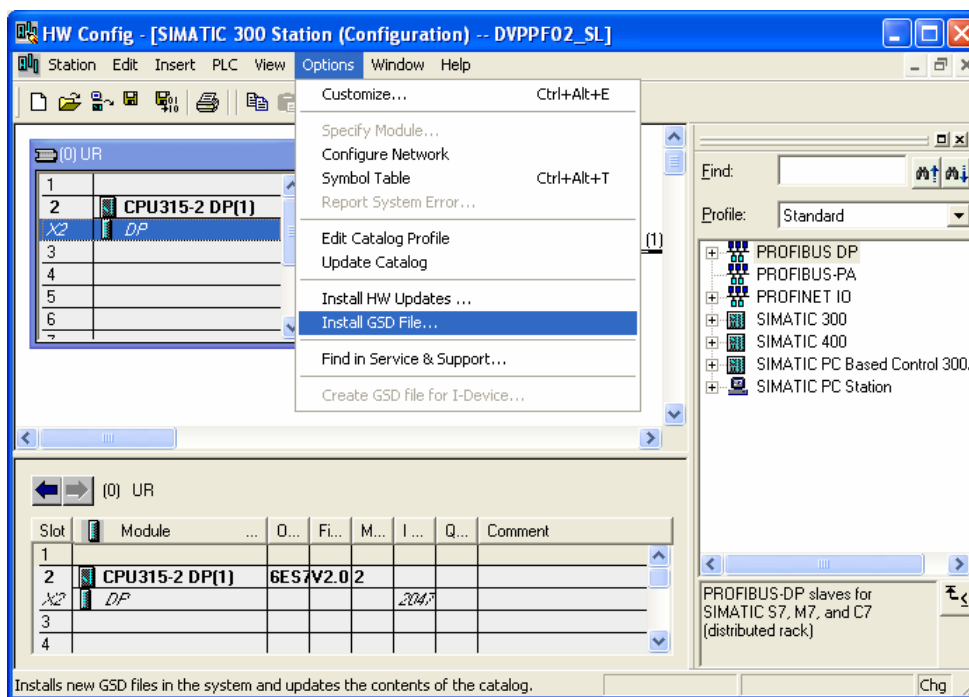 HW Config - [SIMATIC 300 Station (Configuration) -- DVPPF02_SL]
Station Edit Insert PLC View Options Window Help
Customize... Ctrl+Alt+E
Specify Module...
Configure Network
Symbol Table Ctrl+Alt+T
Report System Error...
Edit Catalog Profile
Update Catalog
Install HW Updates ...
Install GSD File...
Find in Service & Support...
Create GSD file for I-Device...
(0) UR
1
2 CPU315-2 DP(1)
X2 DP
3
4
5
6
(1)
Find:
Profile: Standard
PROFIBUS DP
PROFIBUS-PA
PROFINET IO
SIMATIC 300
SIMATIC 400
SIMATIC PC Based Control 300
SIMATIC PC Station
PROFIBUS-DP slaves for
SIMATIC S7, M7, and C7
(distributed rack)
(0) UR
Slot Module ... O... Fi... M... I ... Q... Comment
1
2 CPU315-2 DP(1) 6ES7 V2.0 2
X2 DP 2047
3
4
Installs new GSD files in the system and updates the contents of the catalog. Chg